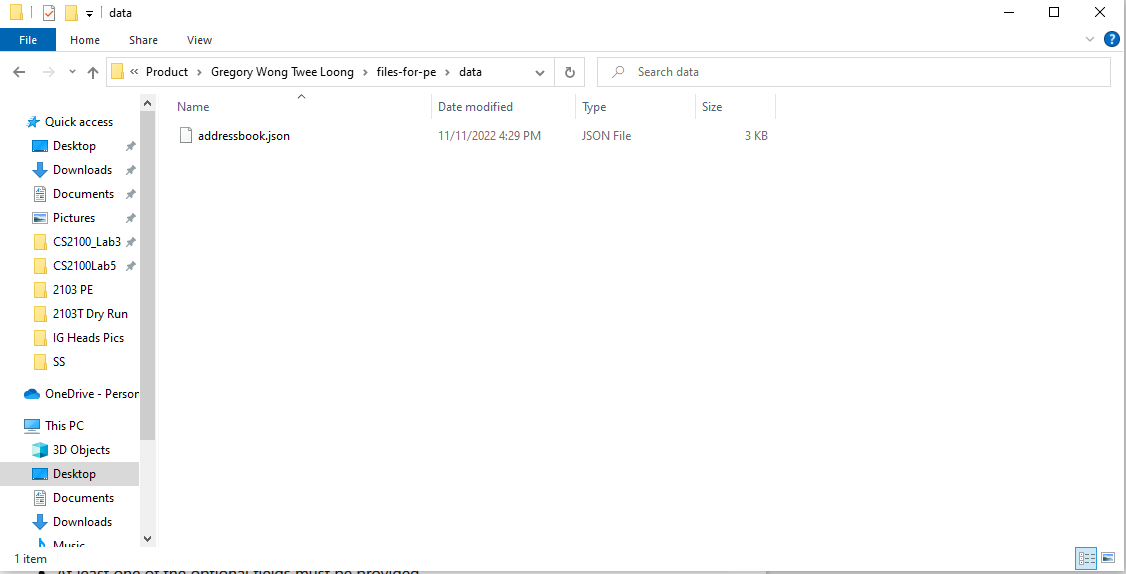 data
File Home Share View
« Product > Gregory Wong Twee Loong > files-for-pe > data
Search data
Name Date modified Type Size
addressbook.json 11/11/2022 4:29 PM JSON File 3 KB
Quick access
Desktop
Downloads
Documents
Pictures
CS2100_Lab3
CS2100Lab5
2103 PE
2103T Dry Run
IG Heads Pics
SS
OneDrive - Person
This PC
3D Objects
Desktop
Documents
Downloads
Music
1 item
At least one of the optional fields must be provided